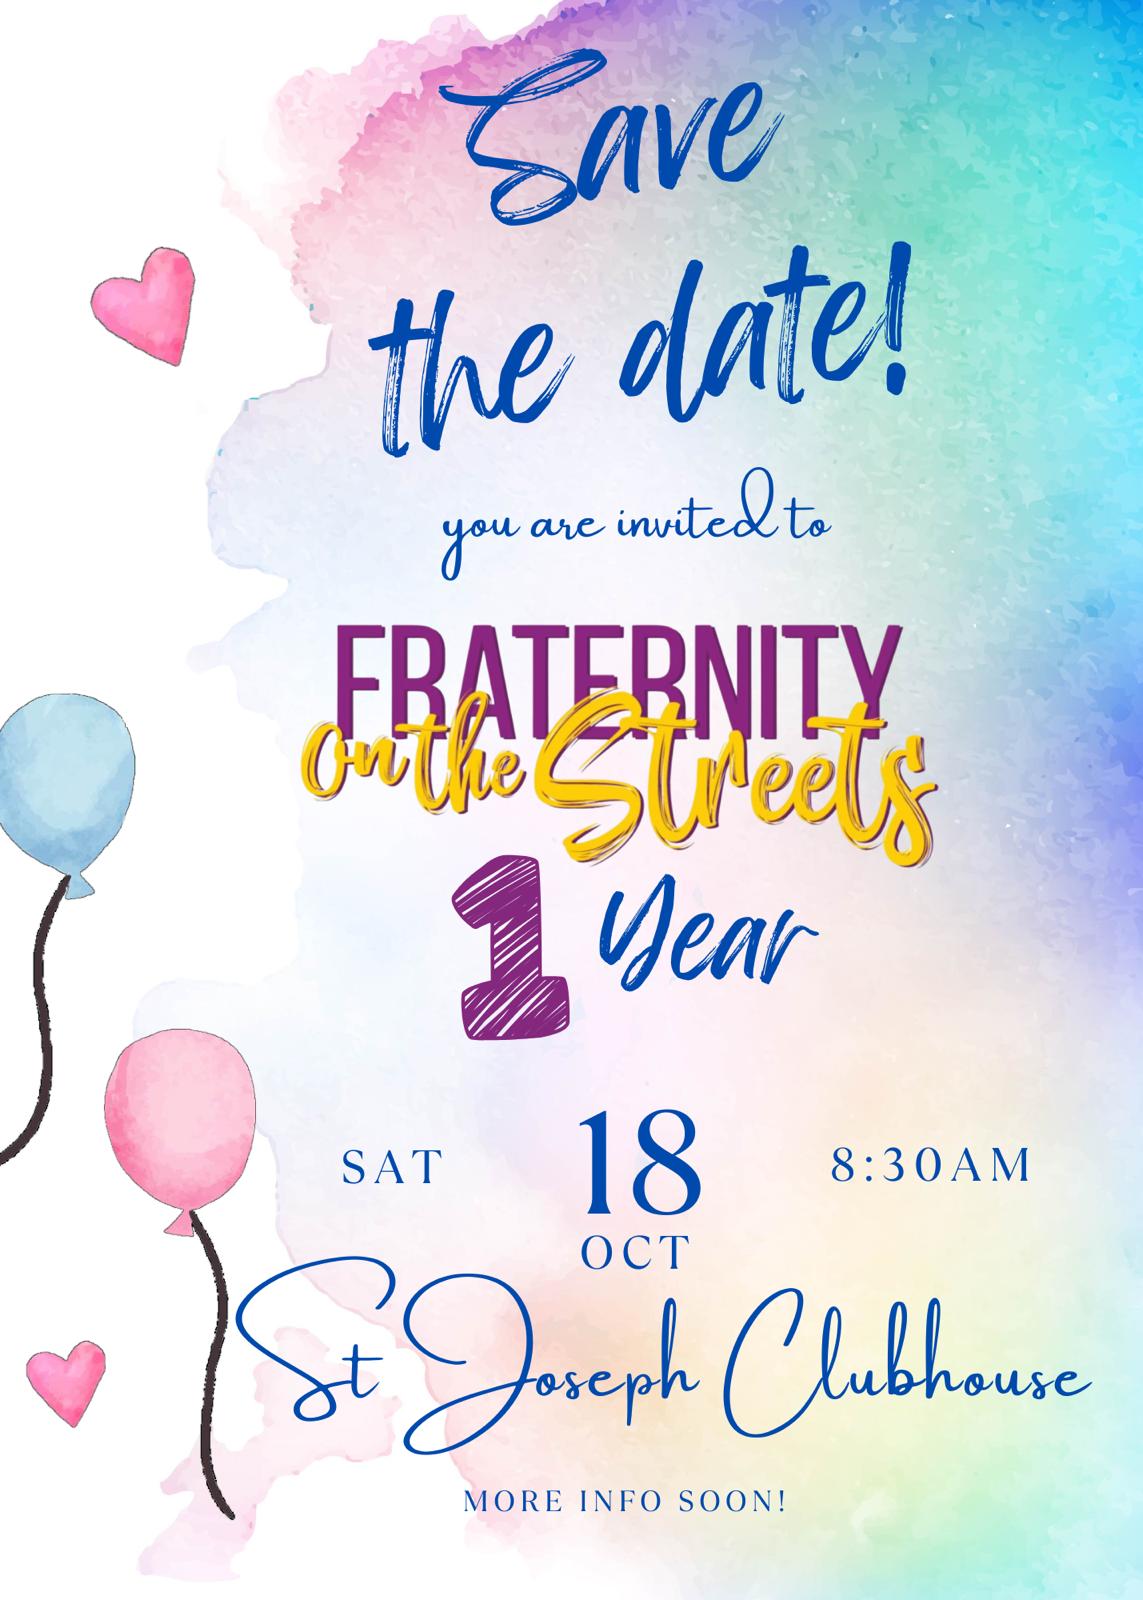 Save
the date!
you are invited to
FRATERNITY
on the Streets
1 Year
SAT
18
OCT
8:30AM
St Joseph Clubhouse
MORE INFO SOON!